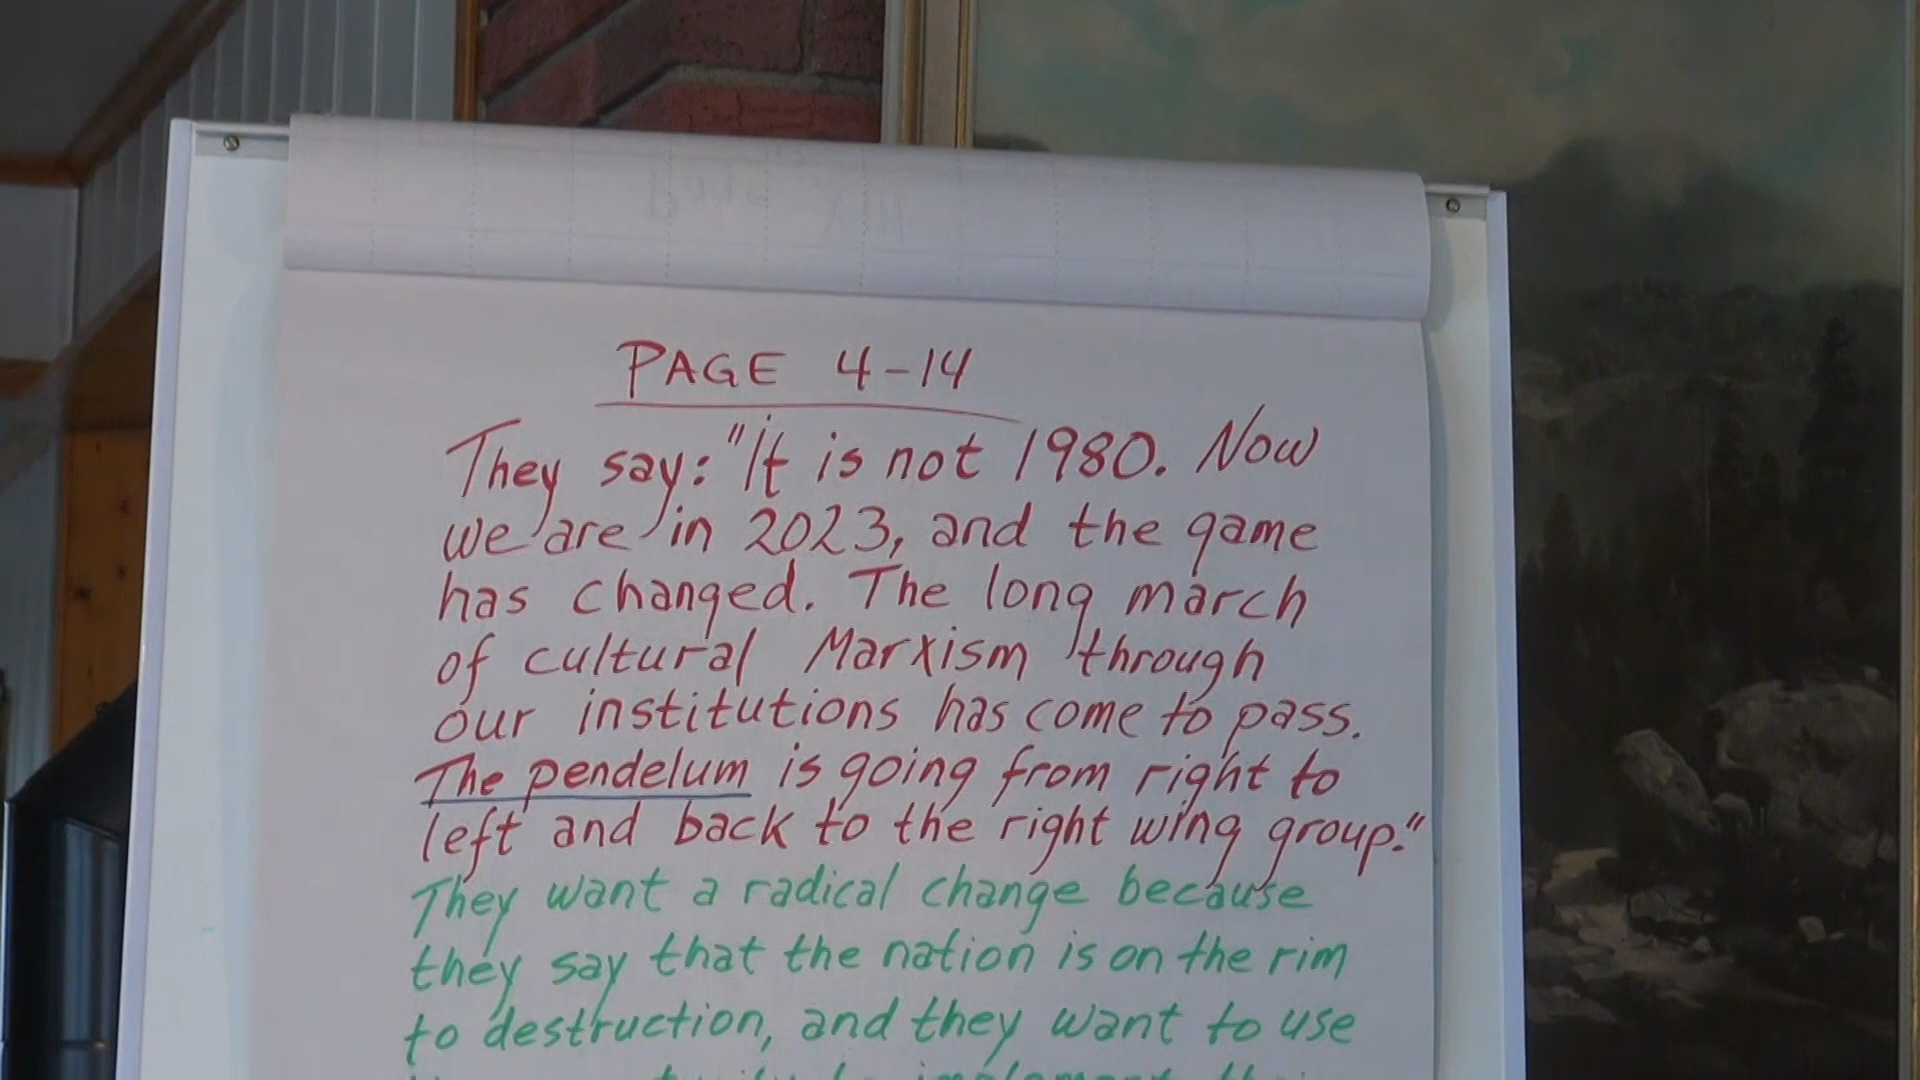 PAGE 4-14
They say: "It is not 1980. Now
we are in 2023, and the game
has changed. The long march
of cultural Marxism through
our institutions has come to pass.
The pendelum is going from right to
left and back to the right wing group."
They want a radical change because
they say that the nation is on the rim
to destruction, and they want to use